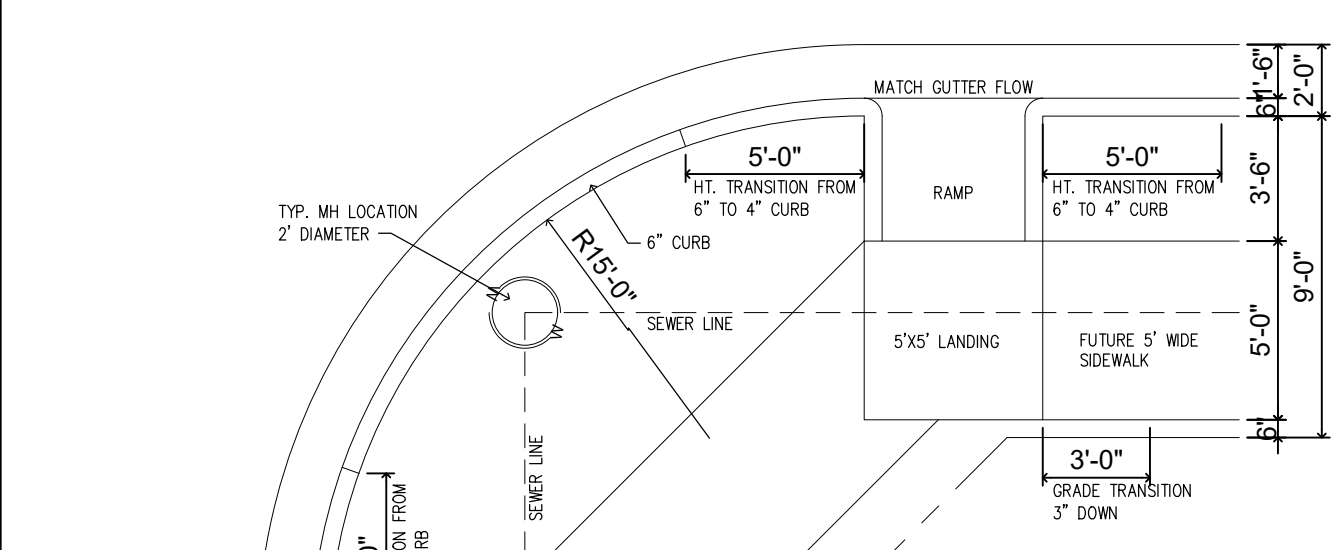 MATCH GUTTER FLOW
1'-6"
2'-0"
6"
5'-0"
HT. TRANSITION FROM
6" TO 4" CURB
RAMP
5'-0"
HT. TRANSITION FROM
6" TO 4" CURB
3'-6"
TYP. MH LOCATION
2' DIAMETER
6" CURB
R15'-0"
9'-0"
SEWER LINE
5'X5' LANDING
FUTURE 5' WIDE
SIDEWALK
5'-0"
6"
SEWER LINE
3'-0"
GRADE TRANSITION
3" DOWN